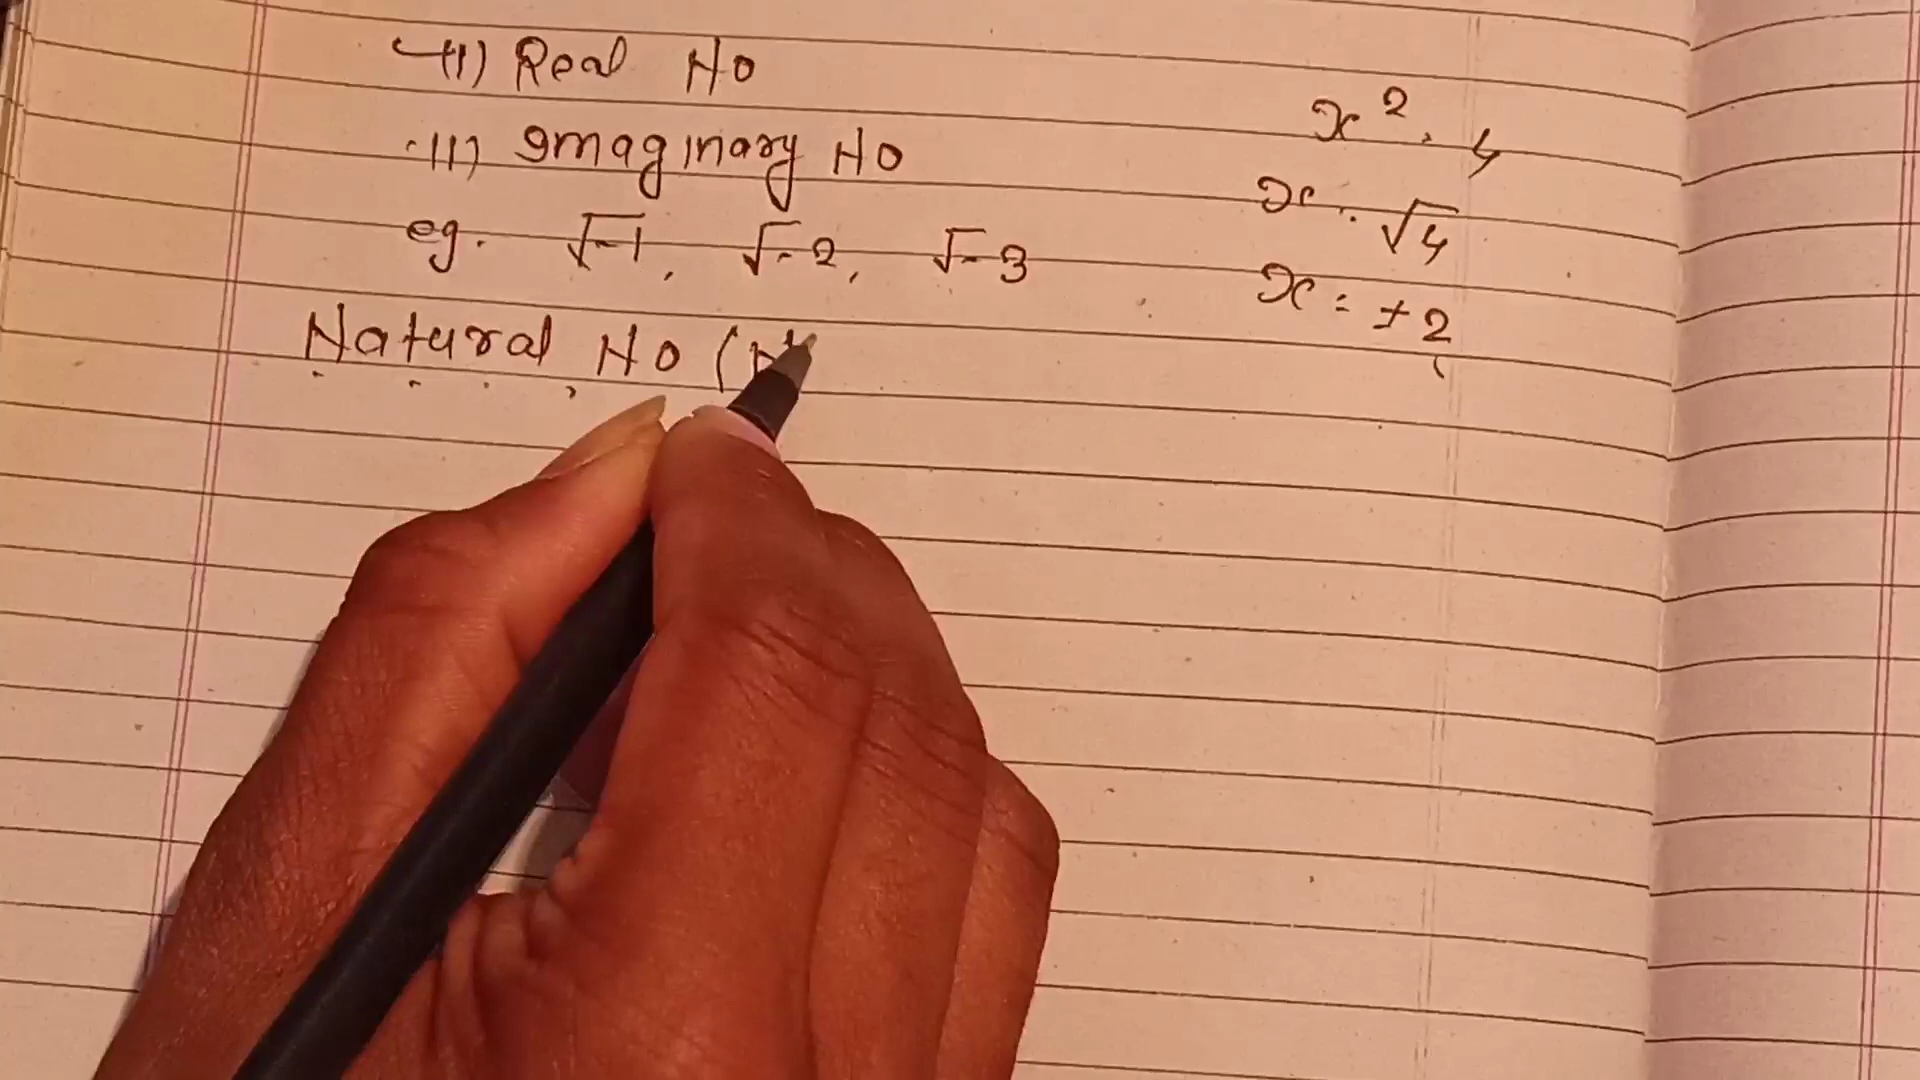 (I) Real No
(II) Imaginary No
eg. √-1, √-2, √-3
Natural No (N
x² = 4
x = √4
x = ±2